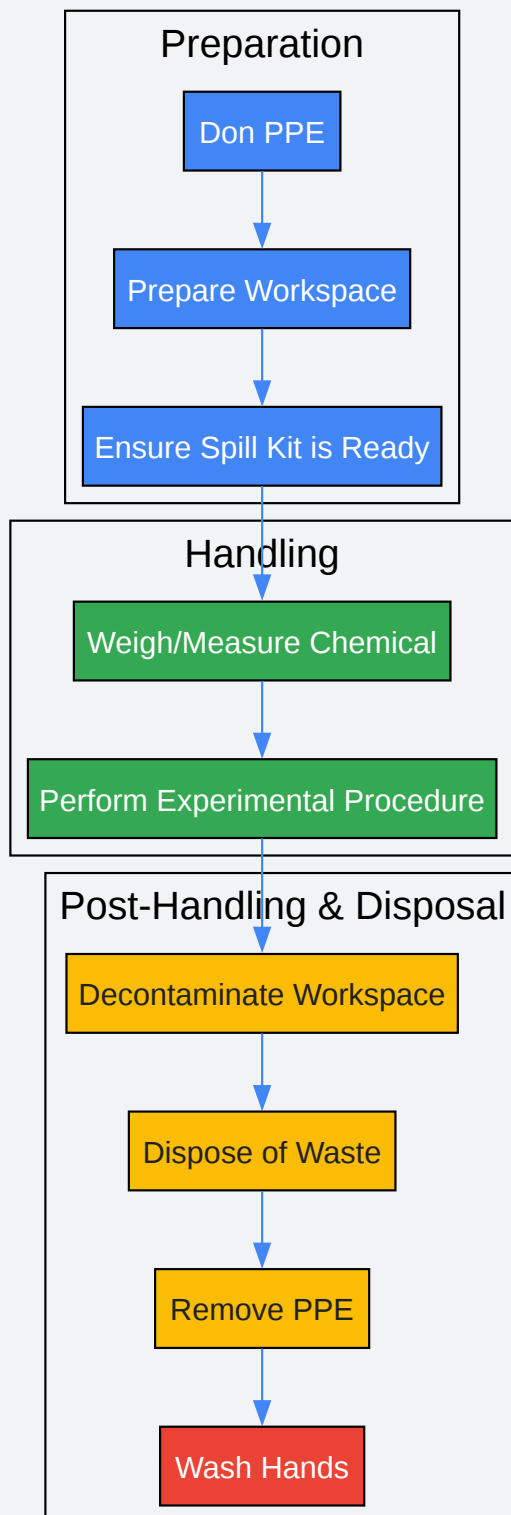 Preparation
Don PPE
Prepare Workspace
Ensure Spill Kit is Ready
Handling
Weigh/Measure Chemical
Perform Experimental Procedure
Post-Handling & Disposal
Decontaminate Workspace
Dispose of Waste
Remove PPE
Wash Hands